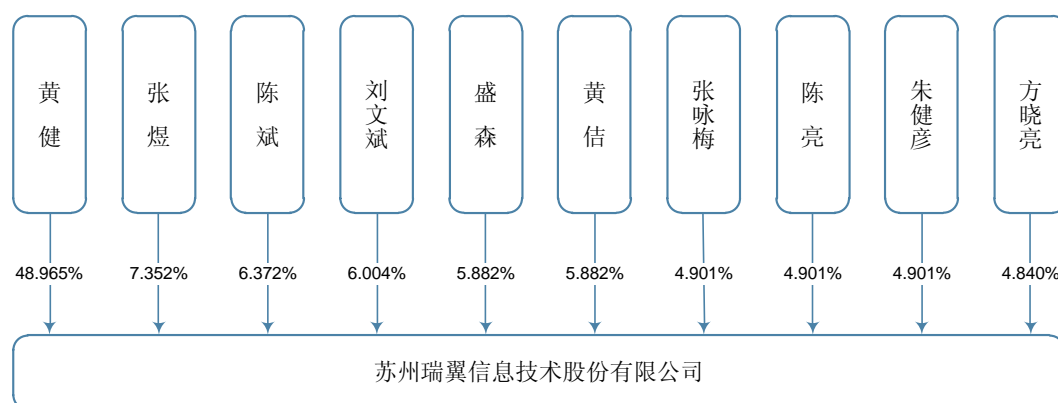 黄健
张煜
陈斌
刘文斌
盛森
黄佶
张咏梅
陈亮
朱健彦
方晓亮
48.965%
7.352%
6.372%
6.004%
5.882%
5.882%
4.901%
4.901%
4.901%
4.840%
苏州瑞翼信息技术股份有限公司